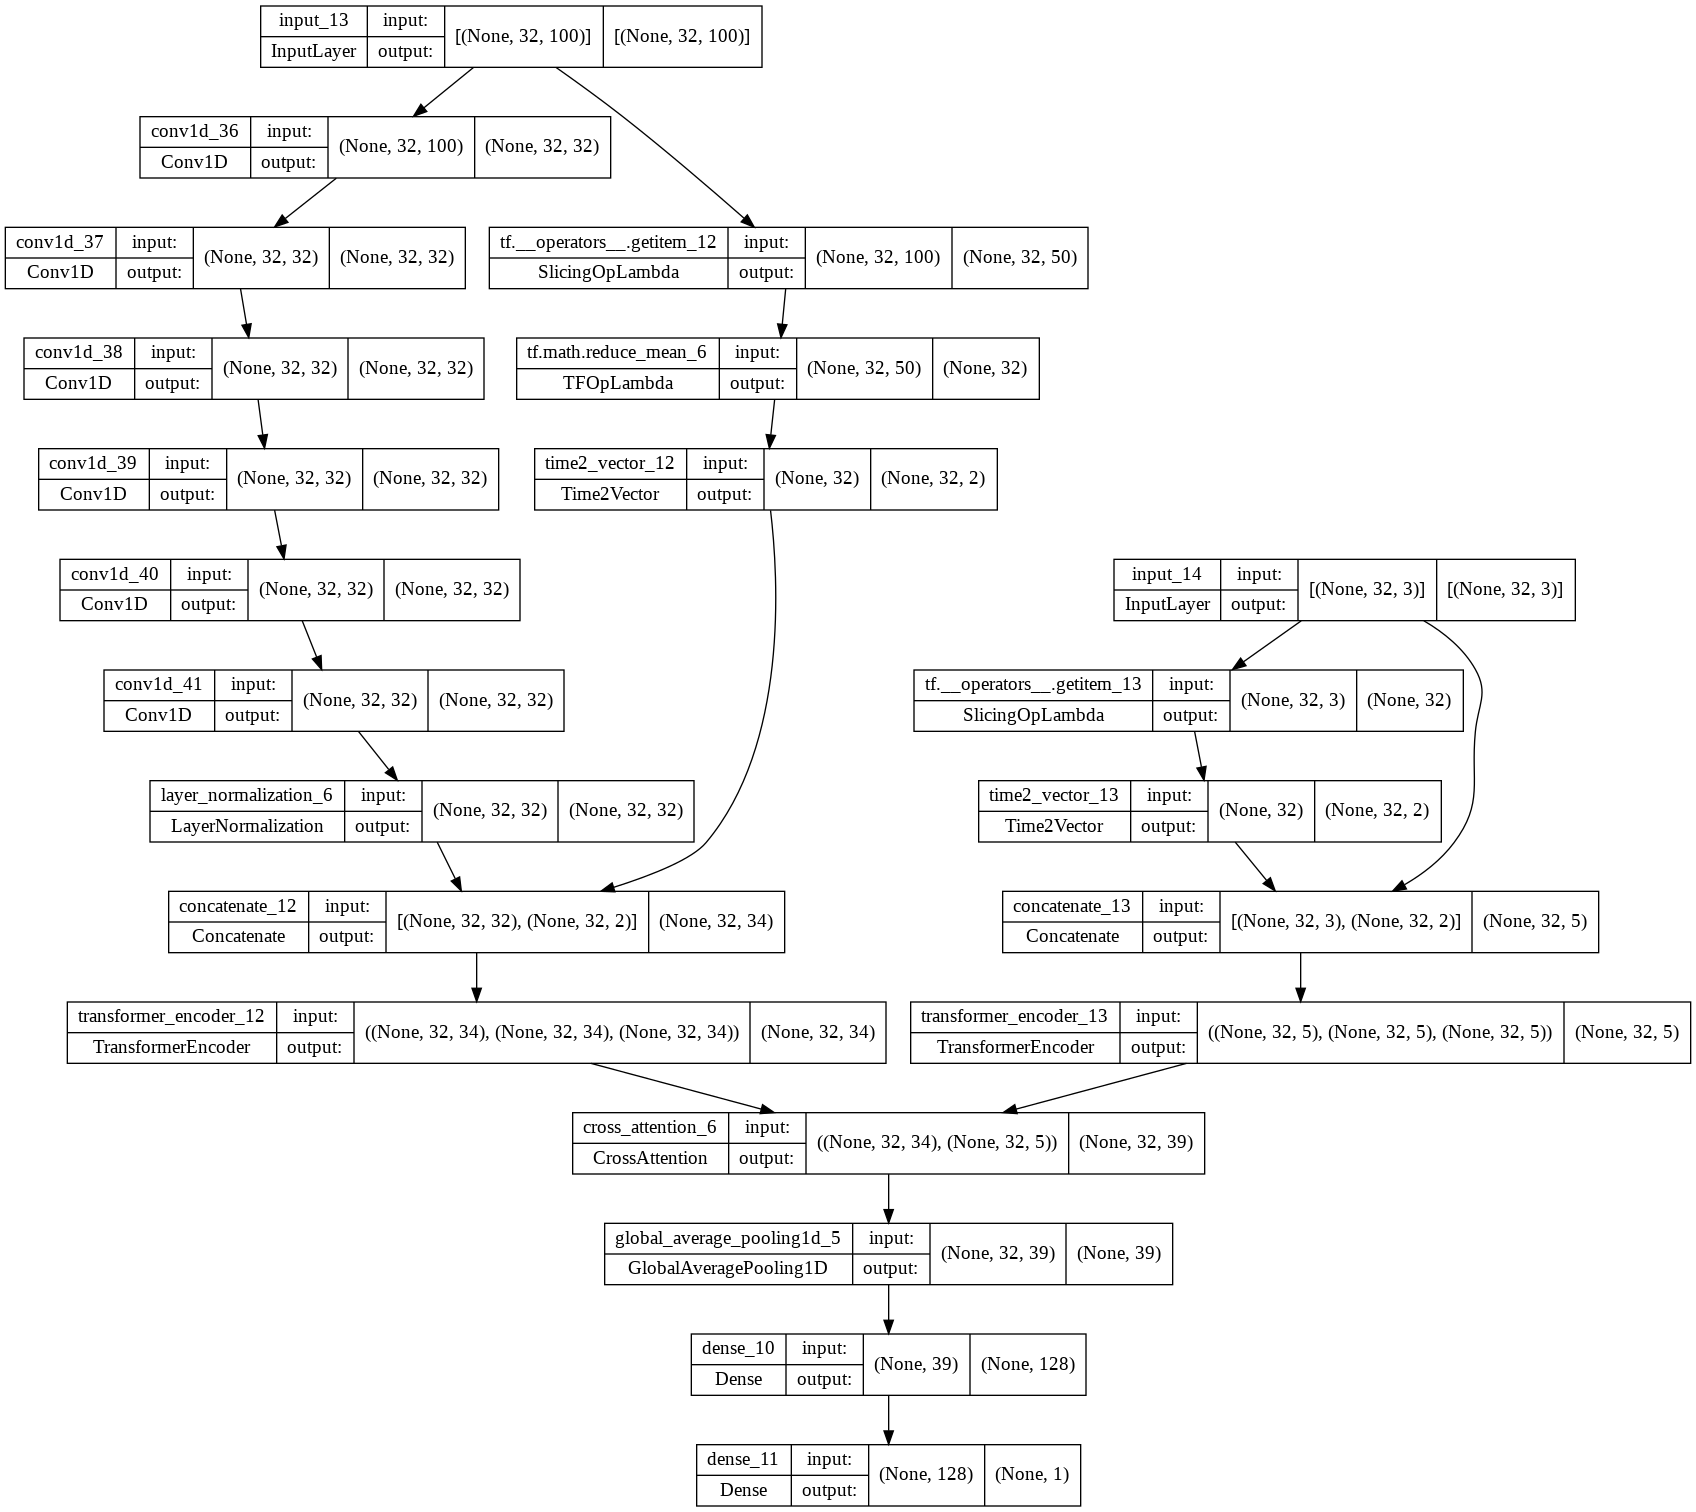 input_13 input: [(None, 32, 100)] [(None, 32, 100)]
InputLayer output:
conv1d_36 input: (None, 32, 100) (None, 32, 32)
Conv1D output:
conv1d_37 input: (None, 32, 32) (None, 32, 32)
Conv1D output:
tf.__operators__.getitem_12 input: (None, 32, 100) (None, 32, 50)
SlicingOpLambda output:
conv1d_38 input: (None, 32, 32) (None, 32, 32)
Conv1D output:
tf.math.reduce_mean_6 input: (None, 32, 50) (None, 32)
TFOpLambda output:
conv1d_39 input: (None, 32, 32) (None, 32, 32)
Conv1D output:
time2_vector_12 input: (None, 32) (None, 32, 2)
Time2Vector output:
conv1d_40 input: (None, 32, 32) (None, 32, 32)
Conv1D output:
input_14 input: [(None, 32, 3)] [(None, 32, 3)]
InputLayer output:
conv1d_41 input: (None, 32, 32) (None, 32, 32)
Conv1D output:
tf.__operators__.getitem_13 input: (None, 32, 3) (None, 32)
SlicingOpLambda output:
layer_normalization_6 input: (None, 32, 32) (None, 32, 32)
LayerNormalization output:
time2_vector_13 input: (None, 32) (None, 32, 2)
Time2Vector output:
concatenate_12 input: [(None, 32, 32), (None, 32, 2)] (None, 32, 34)
Concatenate output:
concatenate_13 input: [(None, 32, 3), (None, 32, 2)] (None, 32, 5)
Concatenate output:
transformer_encoder_12 input: ((None, 32, 34), (None, 32, 34), (None, 32, 34)) (None, 32, 34)
TransformerEncoder output:
transformer_encoder_13 input: ((None, 32, 5), (None, 32, 5), (None, 32, 5)) (None, 32, 5)
TransformerEncoder output:
cross_attention_6 input: ((None, 32, 34), (None, 32, 5)) (None, 32, 39)
CrossAttention output:
global_average_pooling1d_5 input: (None, 32, 39) (None, 39)
GlobalAveragePooling1D output:
dense_10 input: (None, 39) (None, 128)
Dense output:
dense_11 input: (None, 128) (None, 1)
Dense output: